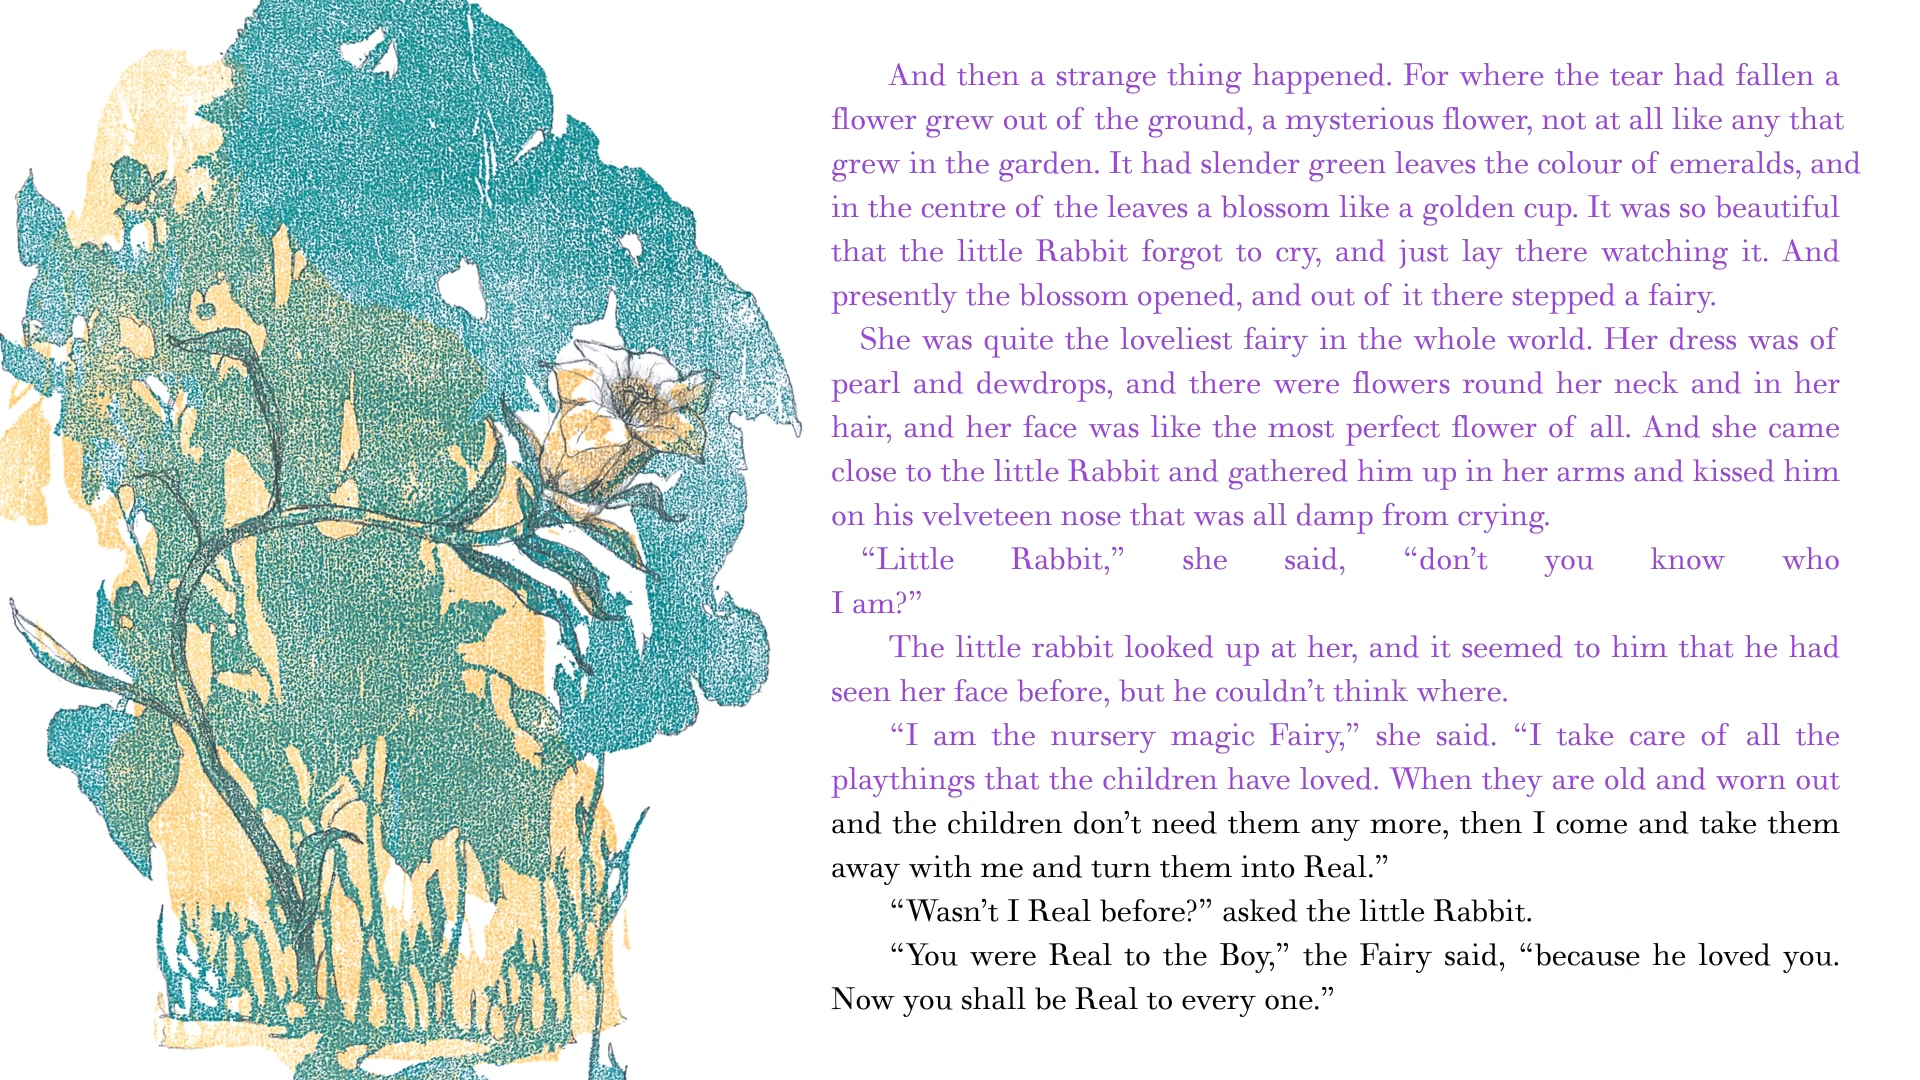 And then a strange thing happened. For where the tear had fallen a
flower grew out of the ground, a mysterious flower, not at all like any that
grew in the garden. It had slender green leaves the colour of emeralds, and
in the centre of the leaves a blossom like a golden cup. It was so beautiful
that the little Rabbit forgot to cry, and just lay there watching it. And
presently the blossom opened, and out of it there stepped a fairy.
She was quite the loveliest fairy in the whole world. Her dress was of
pearl and dewdrops, and there were flowers round her neck and in her
hair, and her face was like the most perfect flower of all. And she came
close to the little Rabbit and gathered him up in her arms and kissed him
on his velveteen nose that was all damp from crying.
“Little Rabbit,” she said, “don’t you know who
I am?”
The little rabbit looked up at her, and it seemed to him that he had
seen her face before, but he couldn’t think where.
“I am the nursery magic Fairy,” she said. “I take care of all the
playthings that the children have loved. When they are old and worn out
and the children don’t need them any more, then I come and take them
away with me and turn them into Real.”
“Wasn’t I Real before?” asked the little Rabbit.
“You were Real to the Boy,” the Fairy said, “because he loved you.
Now you shall be Real to every one.”